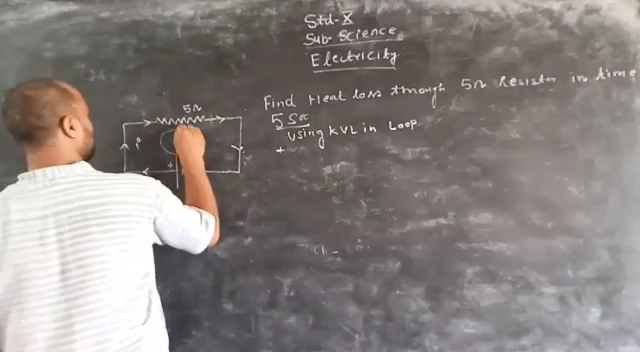 Std-X
Sub- Science
Electricity
5Ω
Find Heat loss through 5Ω Resistor in time
5 Sec
using KVL in Loop
+
i
+